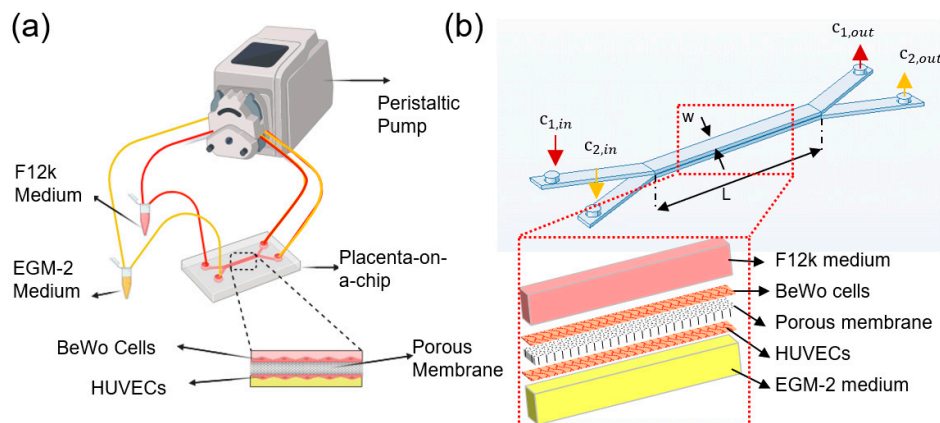 (a)
Peristaltic
Pump
F12k
Medium
EGM-2
Medium
Placenta-on-
a-chip
BeWo Cells
HUVECs
Porous
Membrane
(b)
c1,out
c2,out
c1,in
c2,in
w
L
F12k medium
BeWo cells
Porous membrane
HUVECs
EGM-2 medium